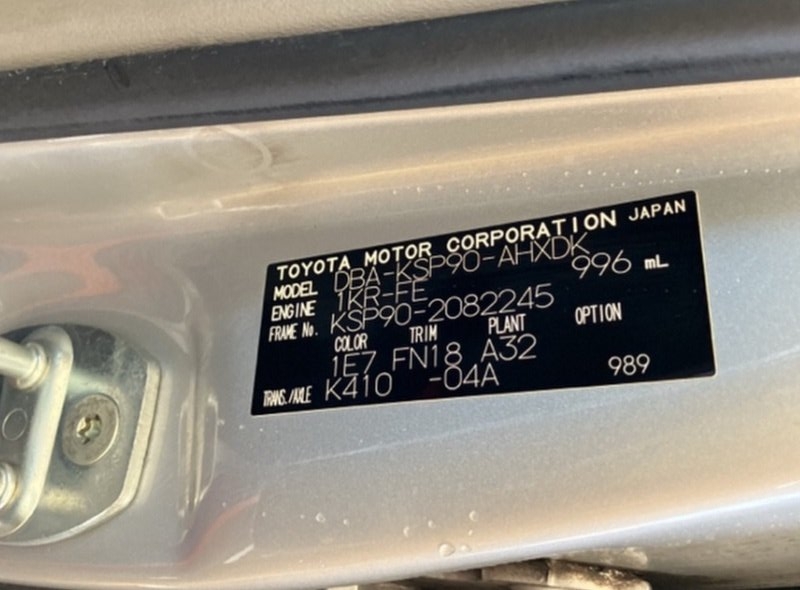 TOYOTA MOTOR CORPORATION JAPAN
MODEL DBA-KSP90-AHXDK
ENGINE 1KR-FE 996 mL
FRAME No. KSP90-2082245
COLOR TRIM PLANT OPTION
1E7 FN18 A32
TRANS./AXLE K410 -04A 989